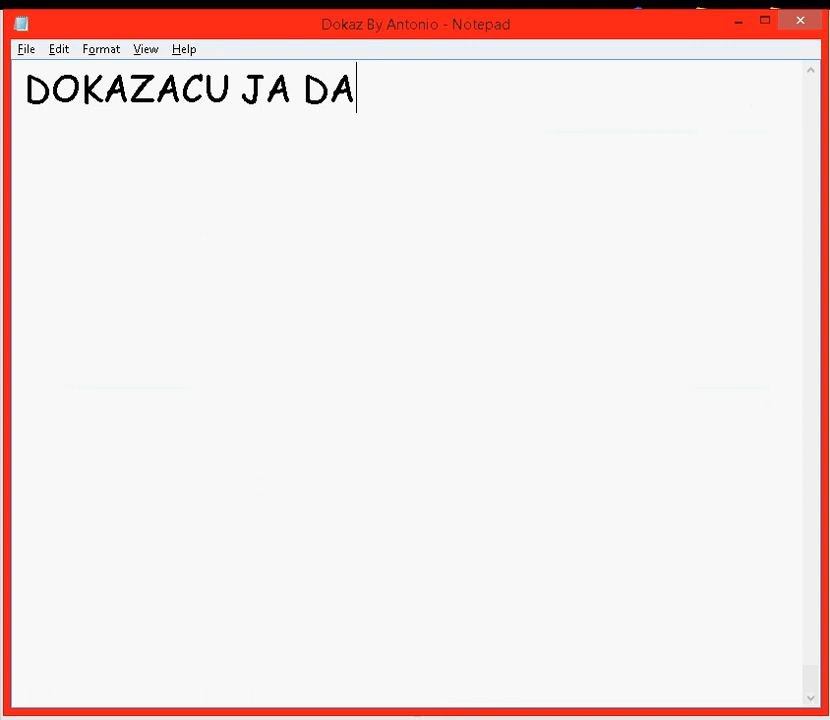 Dokaz By Antonio - Notepad
File Edit Format View Help
DOKAZACU JA DA